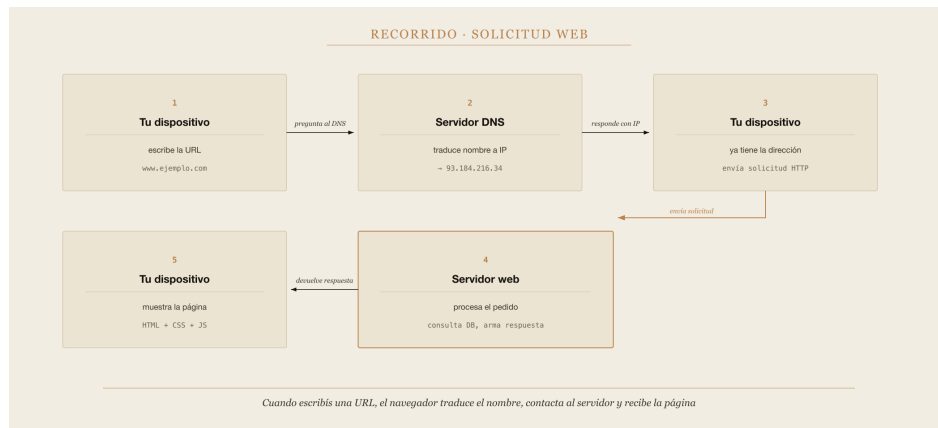 RECORRIDO · SOLICITUD WEB
1
Tu dispositivo
escribe la URL
www.ejemplo.com
pregunta al DNS
2
Servidor DNS
traduce nombre a IP
→ 93.184.216.34
responde con IP
3
Tu dispositivo
ya tiene la dirección
envía solicitud HTTP
envía solicitud
4
Servidor web
procesa el pedido
consulta DB, arma respuesta
devuelve respuesta
5
Tu dispositivo
muestra la página
HTML + CSS + JS
Cuando escribís una URL, el navegador traduce el nombre, contacta al servidor y recibe la página